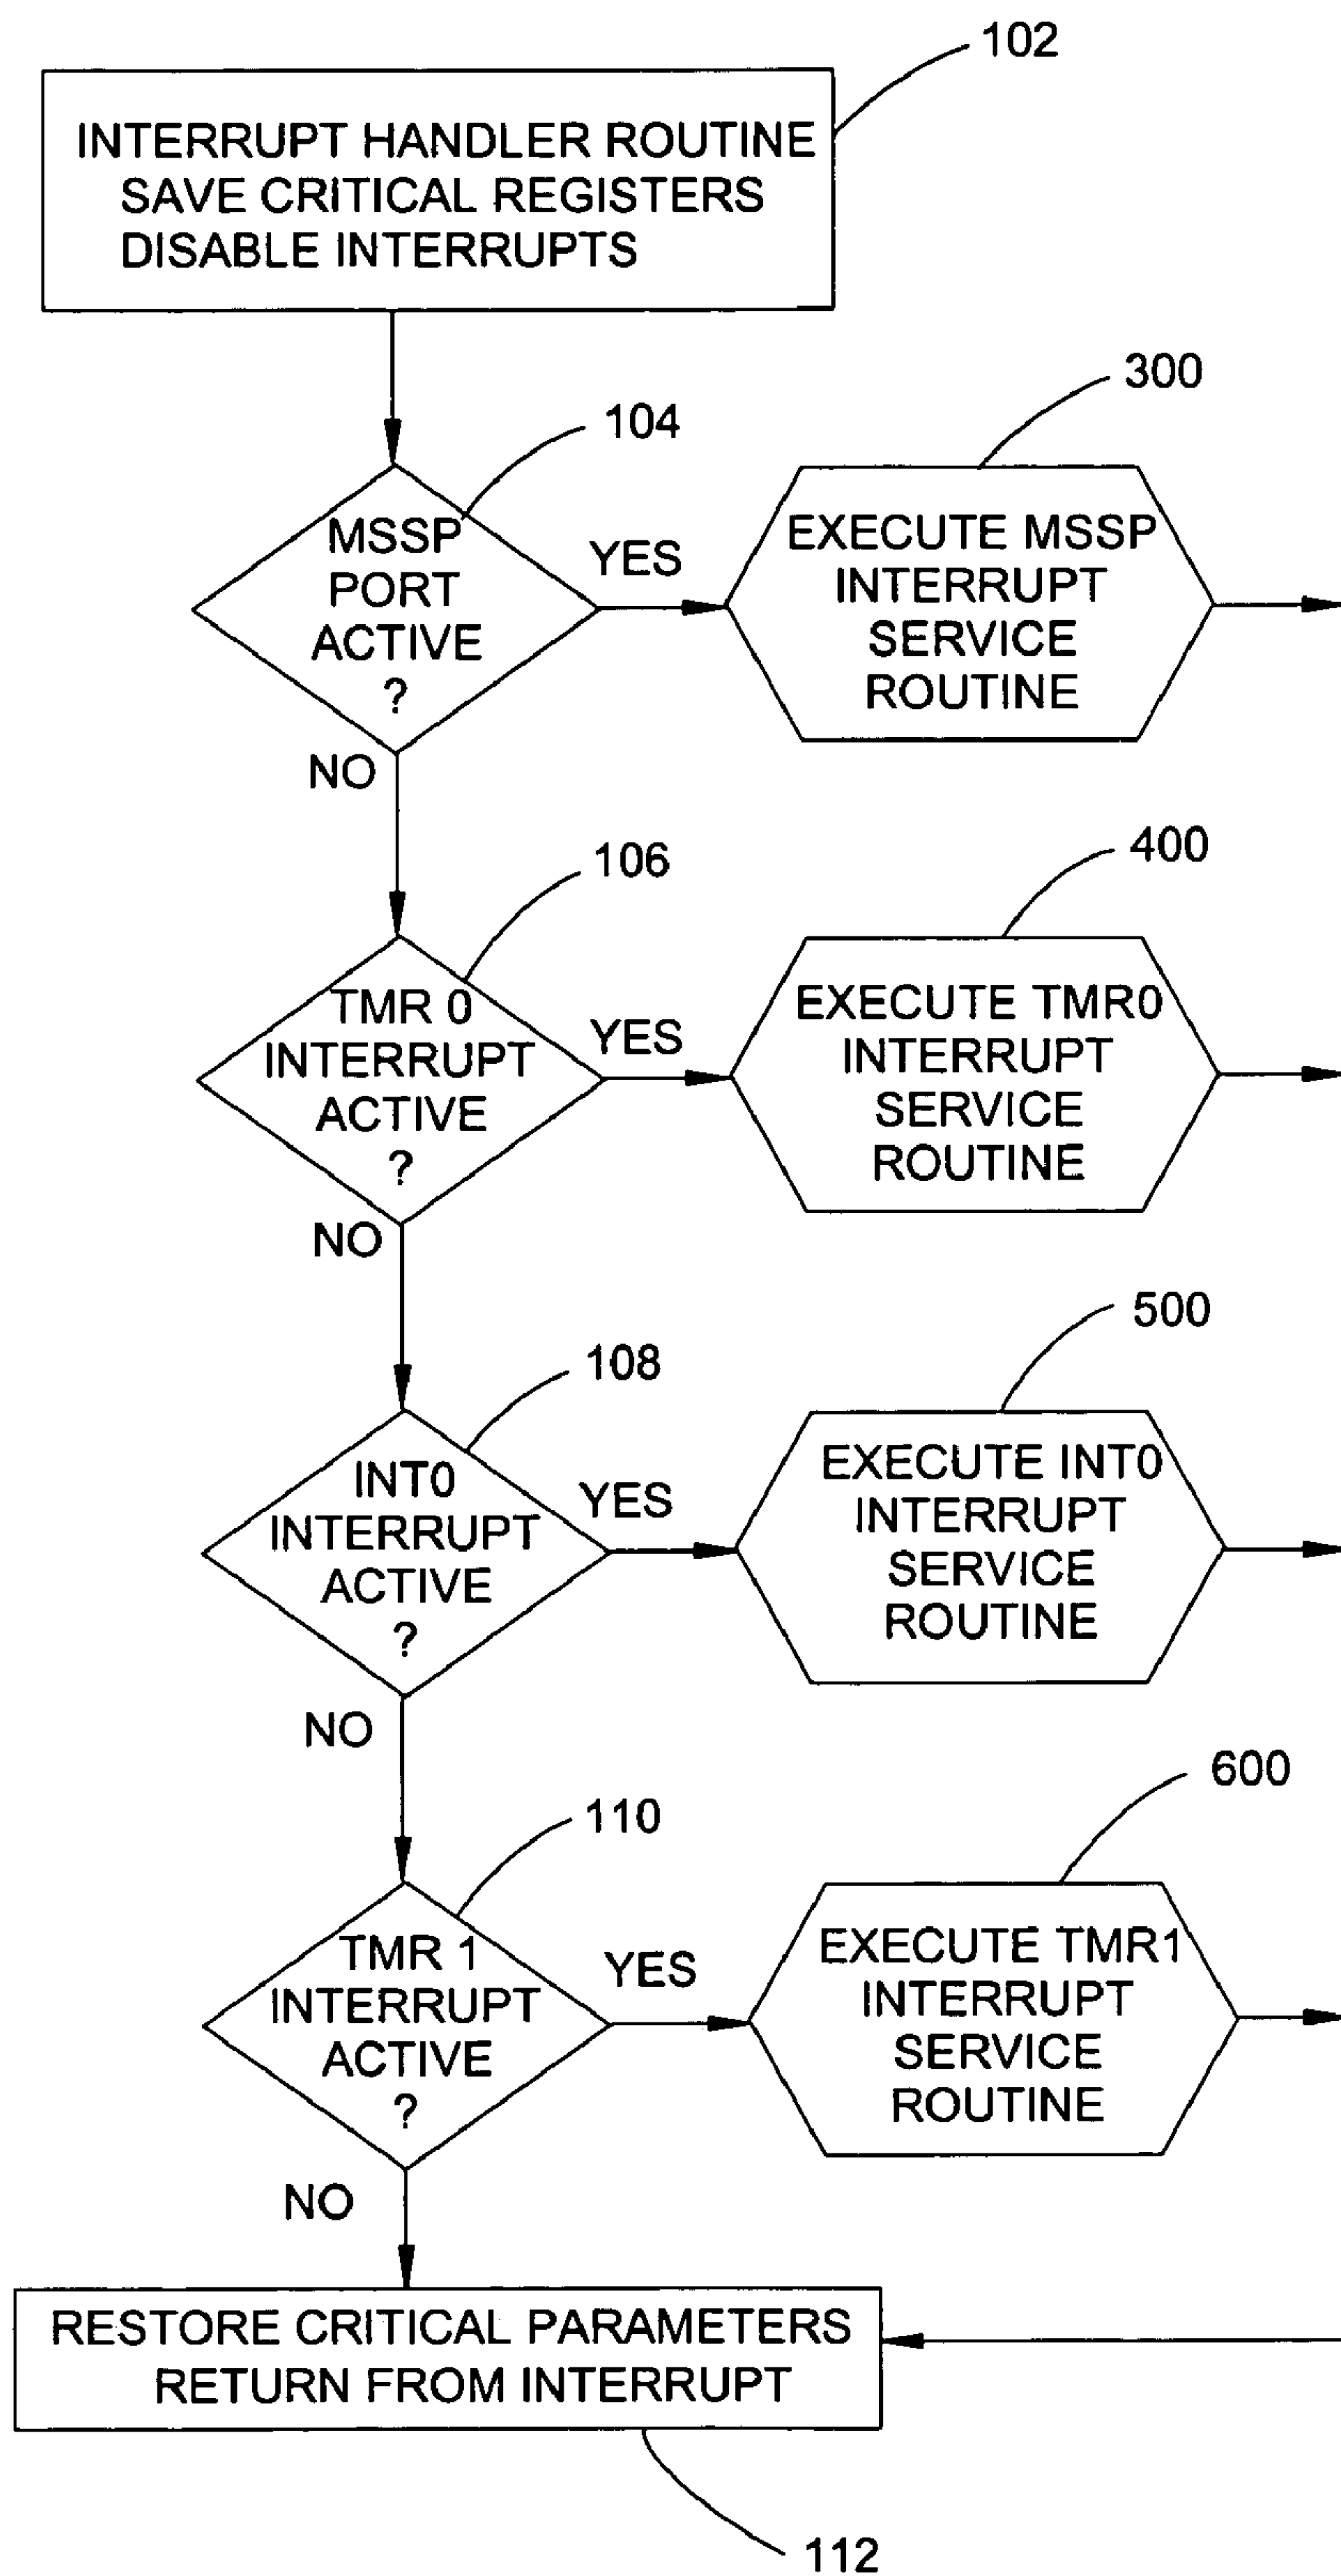 102
INTERRUPT HANDLER ROUTINE
SAVE CRITICAL REGISTERS
DISABLE INTERRUPTS
104
MSSP
PORT
ACTIVE
?
YES
NO
300
EXECUTE MSSP
INTERRUPT
SERVICE
ROUTINE
106
TMR 0
INTERRUPT
ACTIVE
?
YES
NO
400
EXECUTE TMR0
INTERRUPT
SERVICE
ROUTINE
108
INT0
INTERRUPT
ACTIVE
?
YES
NO
500
EXECUTE INT0
INTERRUPT
SERVICE
ROUTINE
110
TMR 1
INTERRUPT
ACTIVE
?
YES
NO
600
EXECUTE TMR1
INTERRUPT
SERVICE
ROUTINE
RESTORE CRITICAL PARAMETERS
RETURN FROM INTERRUPT
112